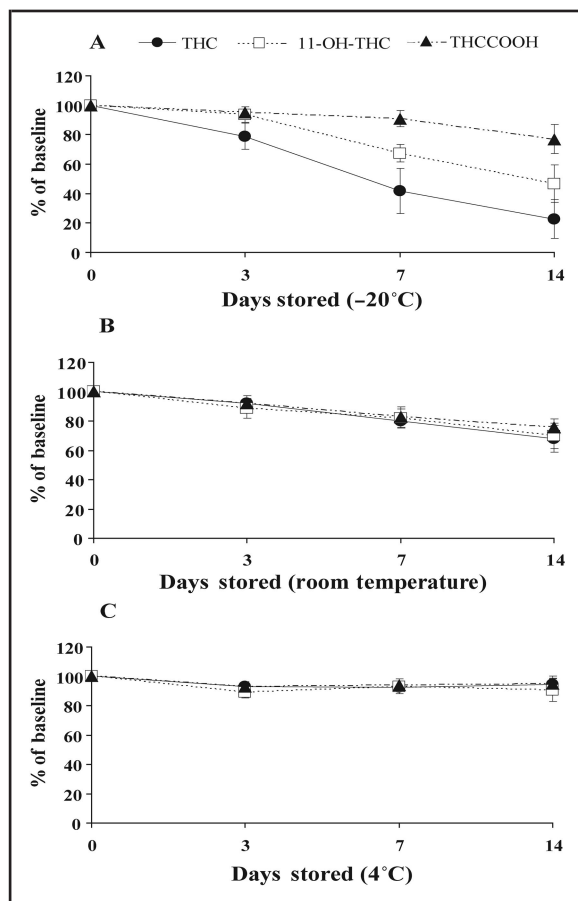 A
THC 11-OH-THC THCCOOH
120
100
80
60
40
20
0
% of baseline
0 3 7 14
Days stored (–20°C)
B
120
100
80
60
40
20
0
% of baseline
0 3 7 14
Days stored (room temperature)
C
120
100
80
60
40
20
0
% of baseline
0 3 7 14
Days stored (4°C)